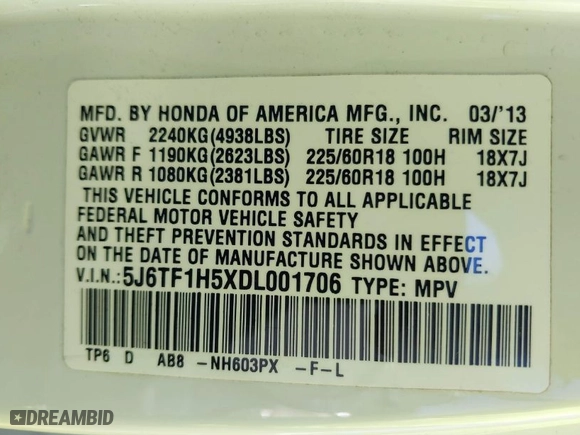 MFD. BY HONDA OF AMERICA MFG., INC. 03/'13
GVWR 2240KG(4938LBS) TIRE SIZE RIM SIZE
GAWR F 1190KG(2623LBS) 225/60R18 100H 18X7J
GAWR R 1080KG(2381LBS) 225/60R18 100H 18X7J
THIS VEHICLE CONFORMS TO ALL APPLICABLE
FEDERAL MOTOR VEHICLE SAFETY
AND THEFT PREVENTION STANDARDS IN EFFECT
ON THE DATE OF MANUFACTURE SHOWN ABOVE.
V.I.N.:5J6TF1H5XDL001706 TYPE: MPV
TP6 D AB8 -NH603PX -F-L
DREAMBID